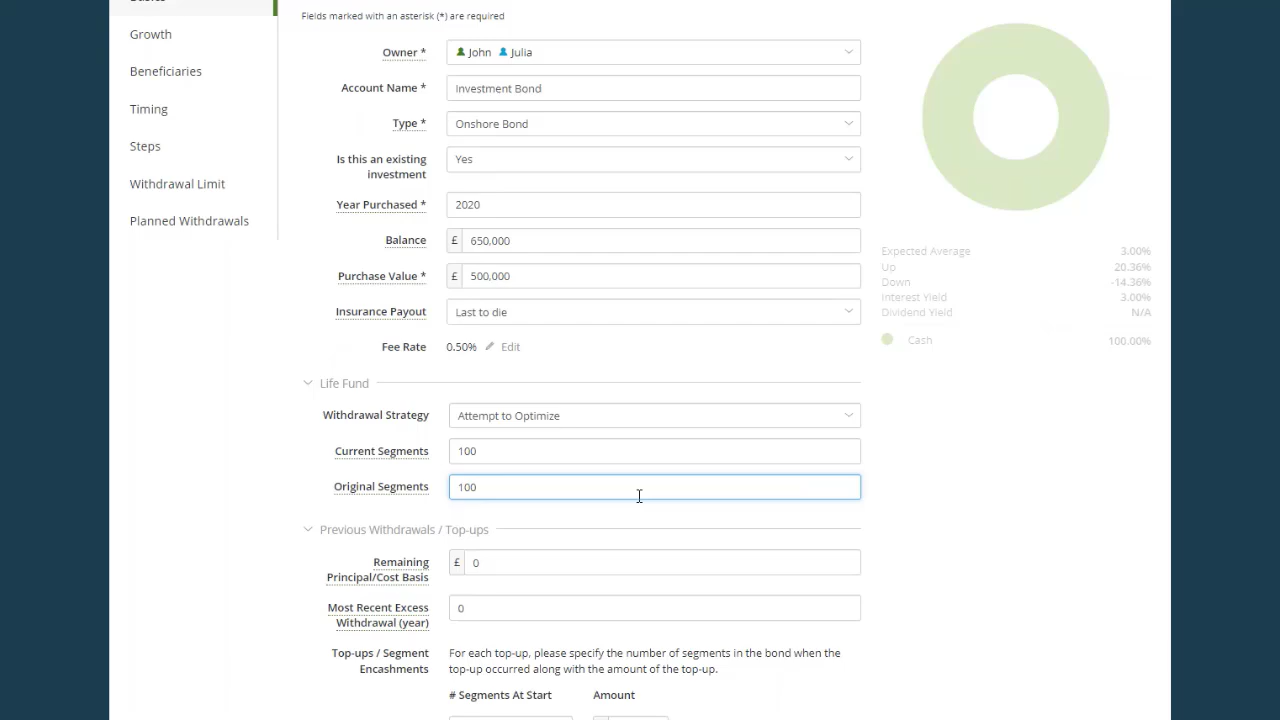 Basics
Growth
Beneficiaries
Timing
Steps
Withdrawal Limit
Planned Withdrawals
Fields marked with an asterisk (*) are required
Owner * John Julia
Account Name * Investment Bond
Type * Onshore Bond
Is this an existing
investment Yes
Year Purchased * 2020
Balance £ 650,000
Purchase Value * £ 500,000
Insurance Payout Last to die
Fee Rate 0.50% Edit
Life Fund
Withdrawal Strategy Attempt to Optimize
Current Segments 100
Original Segments 100
Previous Withdrawals / Top-ups
Remaining
Principal/Cost Basis £ 0
Most Recent Excess
Withdrawal (year) 0
Top-ups / Segment
Encashments
For each top-up, please specify the number of segments in the bond when the
top-up occurred along with the amount of the top-up.
# Segments At Start Amount
Expected Average 3.00%
Up 20.36%
Down -14.36%
Interest Yield 3.00%
Dividend Yield N/A
Cash 100.00%